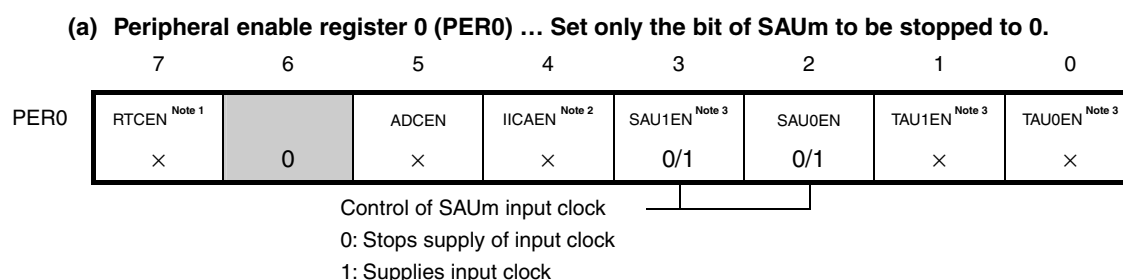 (a) Peripheral enable register 0 (PER0) … Set only the bit of SAUm to be stopped to 0.
7 6 5 4 3 2 1 0
PER0 RTCEN Note 1 ADCEN IICAEN Note 2 SAU1EN Note 3 SAU0EN TAU1EN Note 3 TAU0EN Note 3
× 0 × × 0/1 0/1 × ×
Control of SAUm input clock
0: Stops supply of input clock
1: Supplies input clock